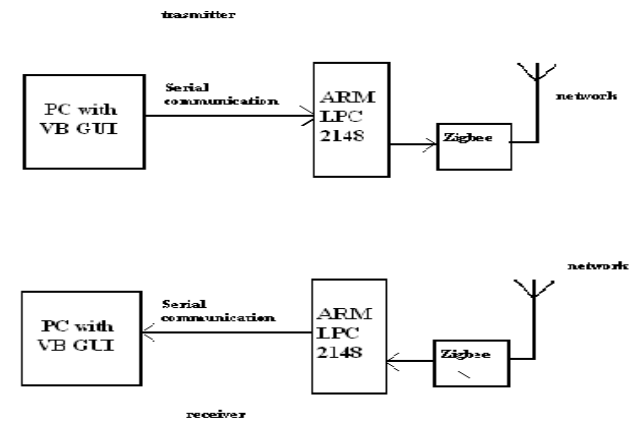 trasmitter
Serial
communication
PC with
VB GUI
ARM
LPC
2148
Zigbee
network
network
Serial
communication
PC with
VB GUI
ARM
LPC
2148
Zigbee
receiver